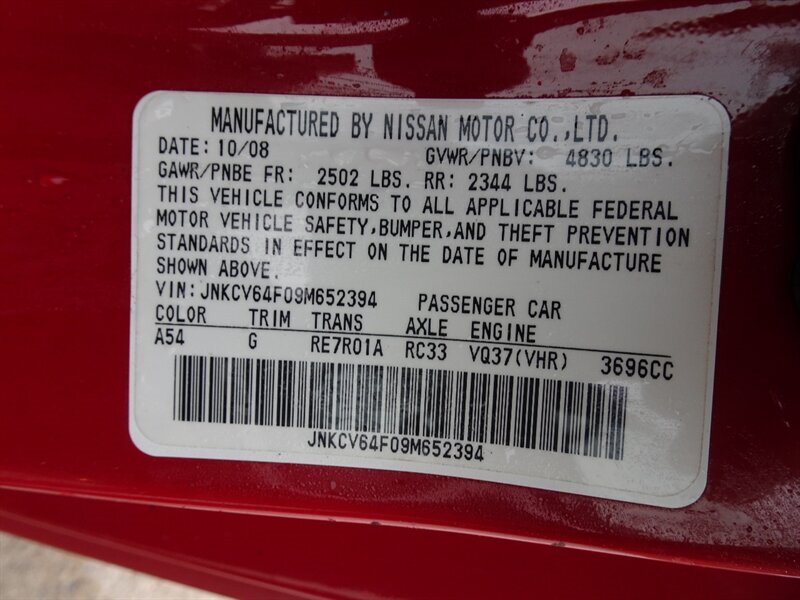 MANUFACTURED BY NISSAN MOTOR CO.,LTD.
DATE: 10/08 GVWR/PNBV: 4830 LBS.
GAWR/PNBE FR: 2502 LBS. RR: 2344 LBS.
THIS VEHICLE CONFORMS TO ALL APPLICABLE FEDERAL
MOTOR VEHICLE SAFETY,BUMPER,AND THEFT PREVENTION
STANDARDS IN EFFECT ON THE DATE OF MANUFACTURE
SHOWN ABOVE.
VIN: JNKCV64F09M652394 PASSENGER CAR
COLOR TRIM TRANS AXLE ENGINE
A54 G RE7R01A RC33 VQ37(VHR) 3696CC
JNKCV64F09M652394